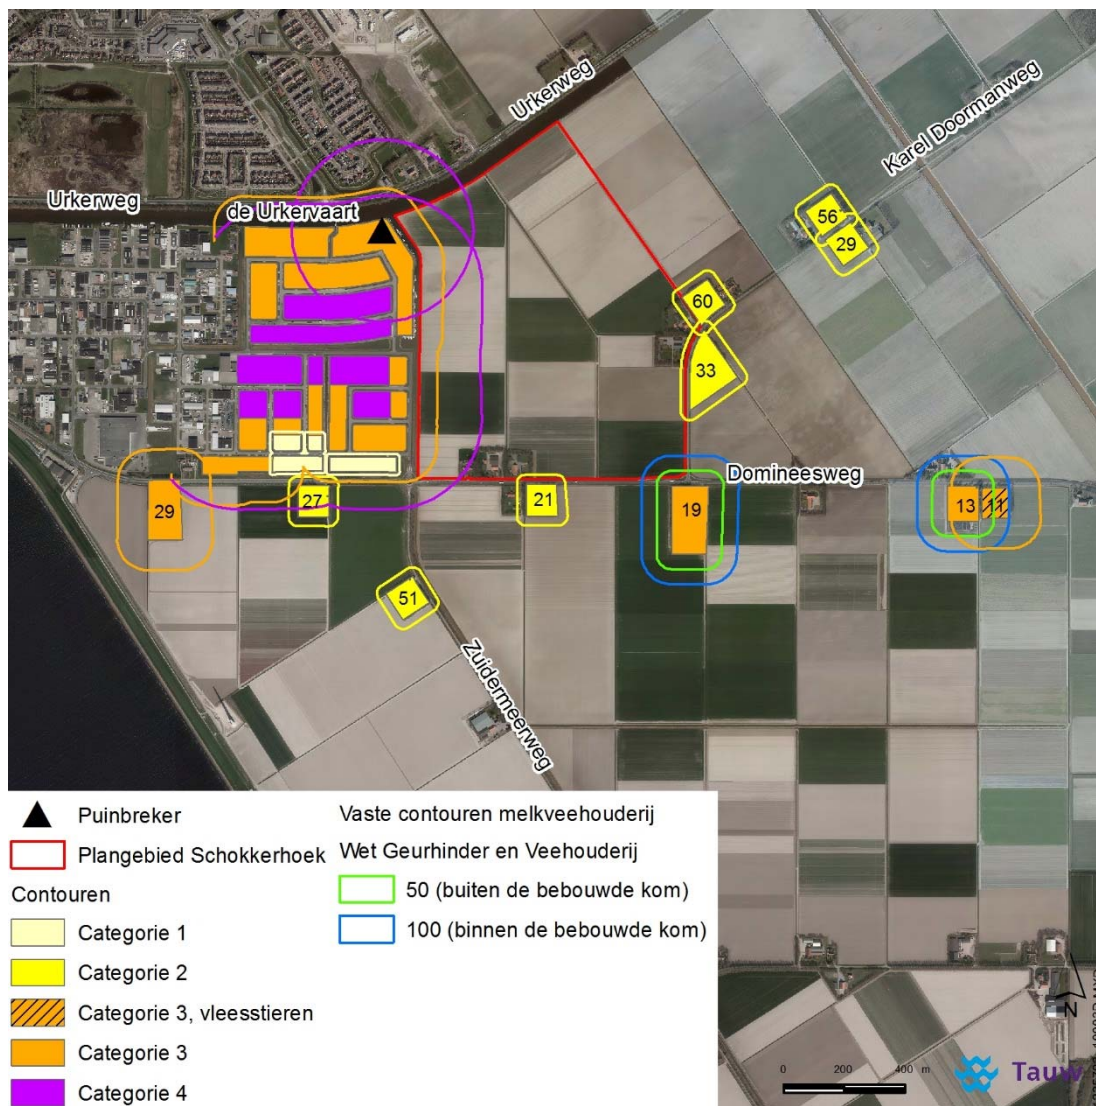 Urkerweg
Karel Doormanweg
Urkerweg
de Urkervaart
56
29
60
33
Domineesweg
29
27
21
19
13
11
51
Zuidermeerweg
Puinbreker
Plangebied Schokkerhoek
Contouren
Categorie 1
Categorie 2
Categorie 3, vleesstieren
Categorie 3
Categorie 4
Vaste contouren melkveehouderij
Wet Geurhinder en Veehouderij
50 (buiten de bebouwde kom)
100 (binnen de bebouwde kom)
N
0 200 400 m
Tauw